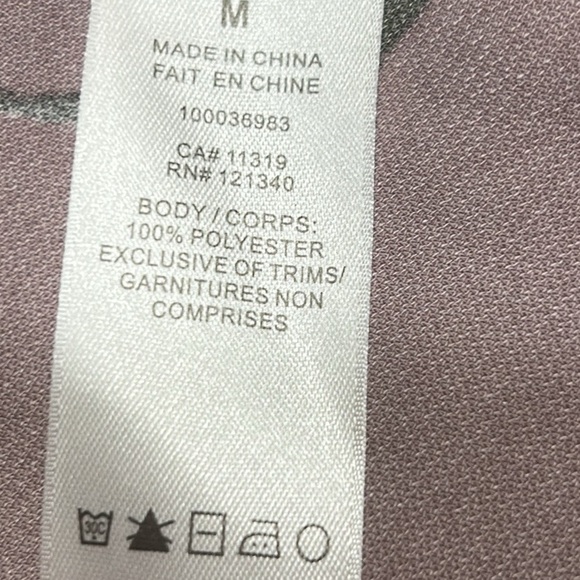 M
MADE IN CHINA
FAIT EN CHINE
100036983
CA# 11319
RN# 121340
BODY/CORPS:
100% POLYESTER
EXCLUSIVE OF TRIMS/
GARNITURES NON
COMPRISES
30C